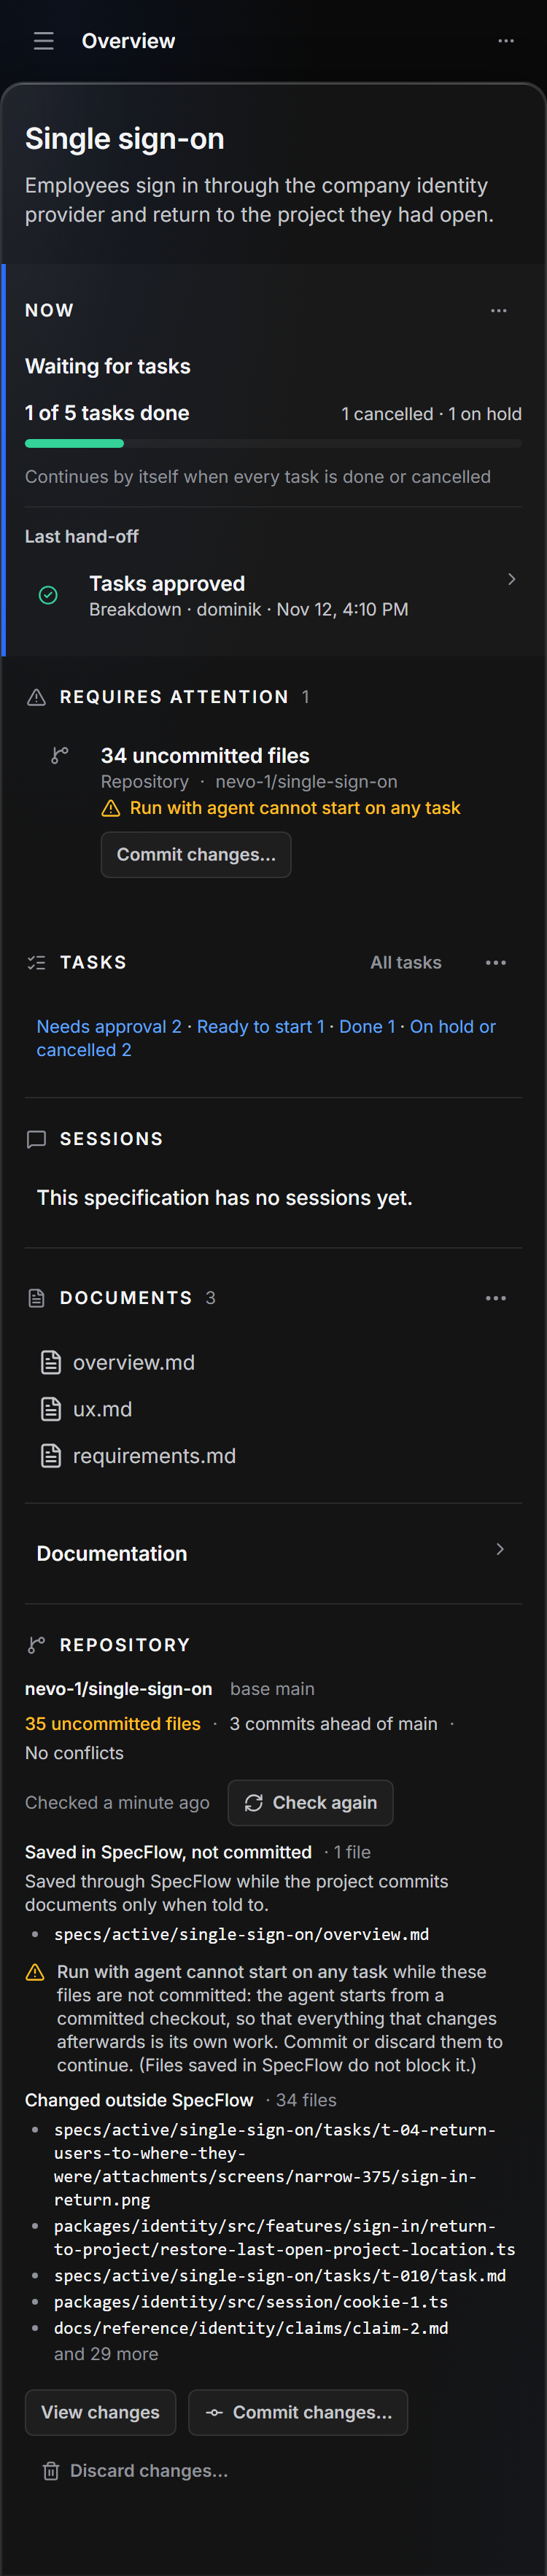 Overview
Single sign-on
Employees sign in through the company identity
provider and return to the project they had open.
NOW
Waiting for tasks
1 of 5 tasks done
1 cancelled · 1 on hold
Continues by itself when every task is done or cancelled
Last hand-off
Tasks approved
Breakdown · dominik · Nov 12, 4:10 PM
REQUIRES ATTENTION 1
34 uncommitted files
Repository · nevo-1/single-sign-on
Run with agent cannot start on any task
Commit changes...
TASKS
All tasks
Needs approval 2 · Ready to start 1 · Done 1 · On hold or
cancelled 2
SESSIONS
This specification has no sessions yet.
DOCUMENTS 3
overview.md
ux.md
requirements.md
Documentation
REPOSITORY
nevo-1/single-sign-on base main
35 uncommitted files · 3 commits ahead of main ·
No conflicts
Checked a minute ago
Check again
Saved in SpecFlow, not committed · 1 file
Saved through SpecFlow while the project commits
documents only when told to.
• specs/active/single-sign-on/overview.md
Run with agent cannot start on any task while these
files are not committed: the agent starts from a
committed checkout, so that everything that changes
afterwards is its own work. Commit or discard them to
continue. (Files saved in SpecFlow do not block it.)
Changed outside SpecFlow · 34 files
• specs/active/single-sign-on/tasks/t-04-return-
users-to-where-they-
were/attachments/screens/narrow-375/sign-in-
return.png
• packages/identity/src/features/sign-in/return-
to-project/restore-last-open-project-location.ts
• specs/active/single-sign-on/tasks/t-010/task.md
• packages/identity/src/session/cookie-1.ts
• docs/reference/identity/claims/claim-2.md
and 29 more
View changes
Commit changes...
Discard changes...